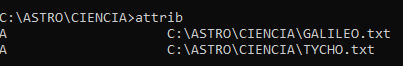 C:\ASTRO\CIENCIA>attrib
A                    C:\ASTRO\CIENCIA\GALILEO.txt
A                    C:\ASTRO\CIENCIA\TYCHO.txt